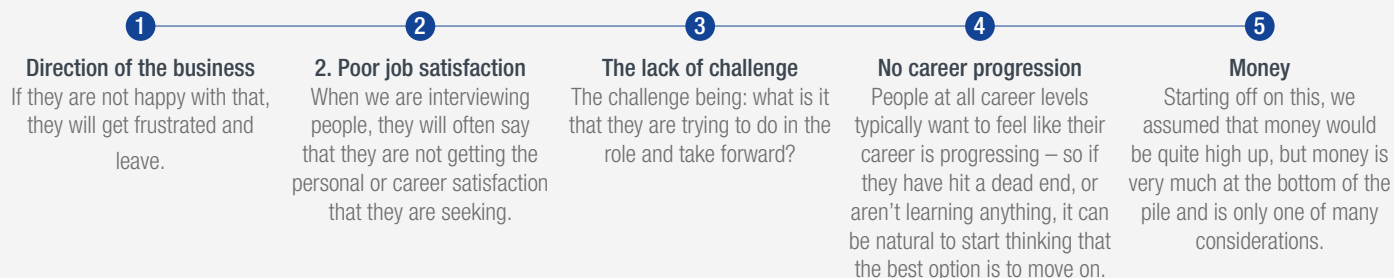 1
Direction of the business
If they are not happy with that,
they will get frustrated and
leave.
2
2. Poor job satisfaction
When we are interviewing
people, they will often say
that they are not getting the
personal or career satisfaction
that they are seeking.
3
The lack of challenge
The challenge being: what is it
that they are trying to do in the
role and take forward?
4
No career progression
People at all career levels
typically want to feel like their
career is progressing – so if
they have hit a dead end, or
aren’t learning anything, it can
be natural to start thinking that
the best option is to move on.
5
Money
Starting off on this, we
assumed that money would
be quite high up, but money is
very much at the bottom of the
pile and is only one of many
considerations.